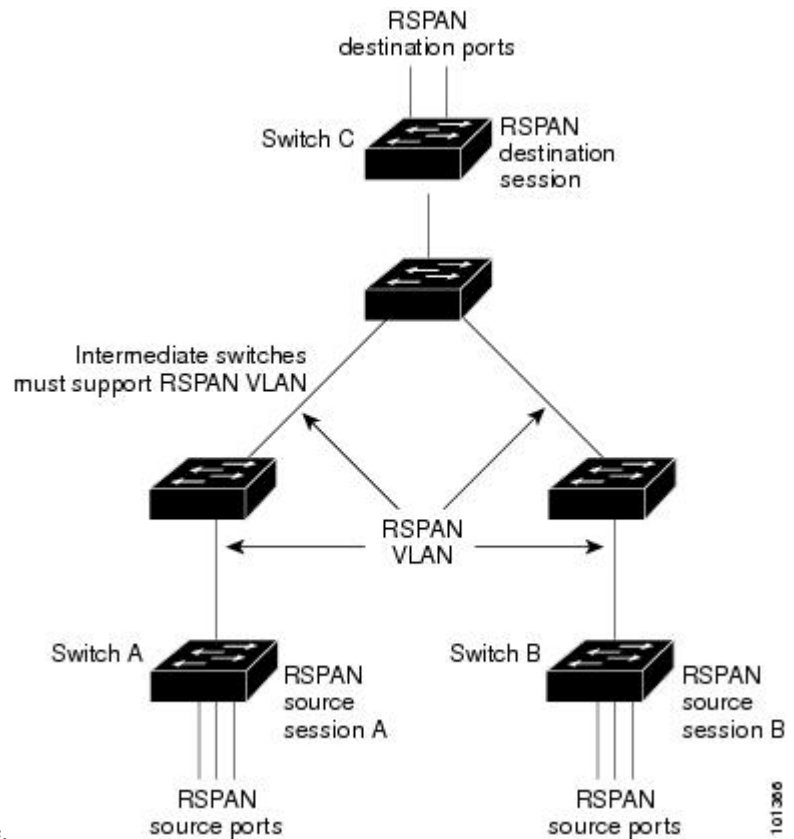 RSPAN
destination ports
Switch C
RSPAN
destination
session
Intermediate switches
must support RSPAN VLAN
RSPAN
VLAN
Switch A
RSPAN
source
session A
Switch B
RSPAN
source
session B
RSPAN
source ports
RSPAN
source ports
101366